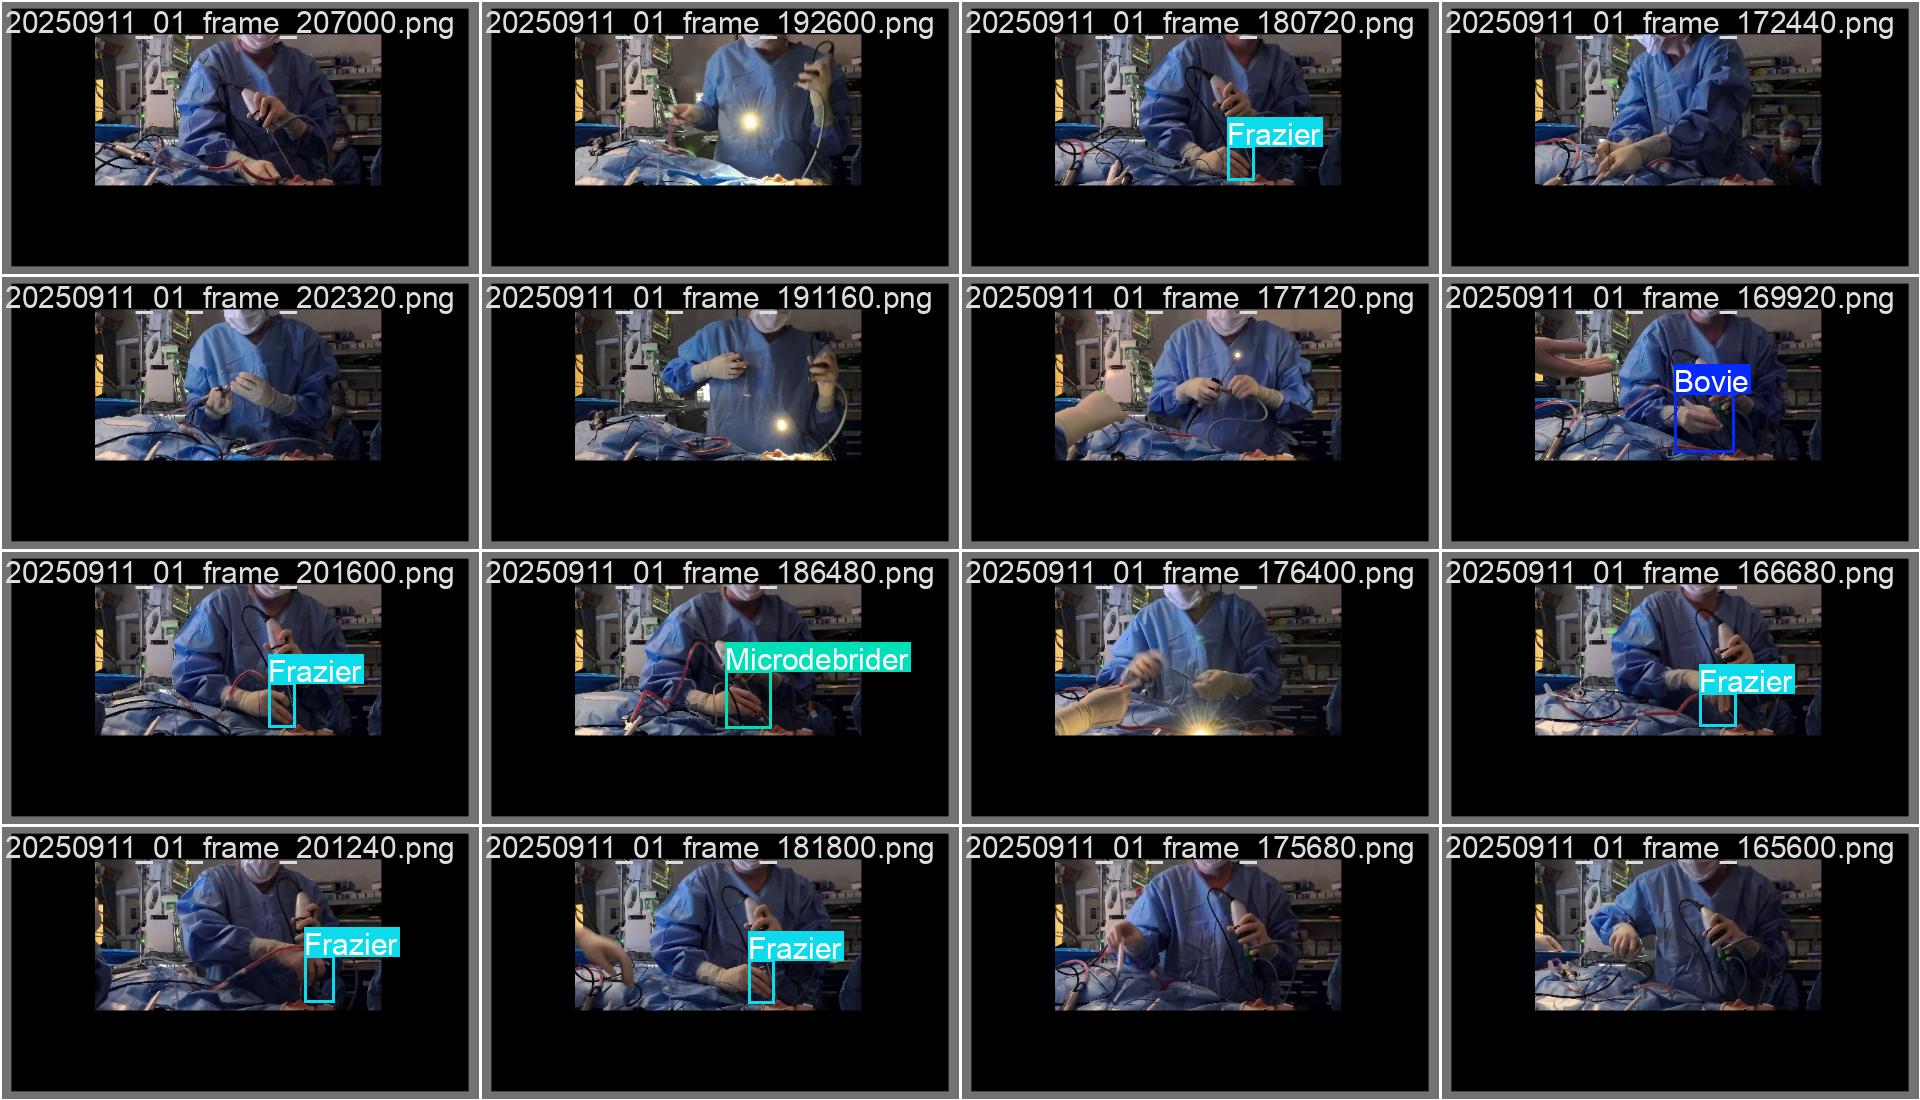 20250911_01_frame_207000.png
20250911_01_frame_192600.png
20250911_01_frame_180720.png
20250911_01_frame_172440.png
Frazier
20250911_01_frame_202320.png
20250911_01_frame_191160.png
20250911_01_frame_177120.png
20250911_01_frame_169920.png
Bovie
20250911_01_frame_201600.png
20250911_01_frame_186480.png
20250911_01_frame_176400.png
20250911_01_frame_166680.png
Frazier
Microdebrider
Frazier
20250911_01_frame_201240.png
20250911_01_frame_181800.png
20250911_01_frame_175680.png
20250911_01_frame_165600.png
Frazier
Frazier